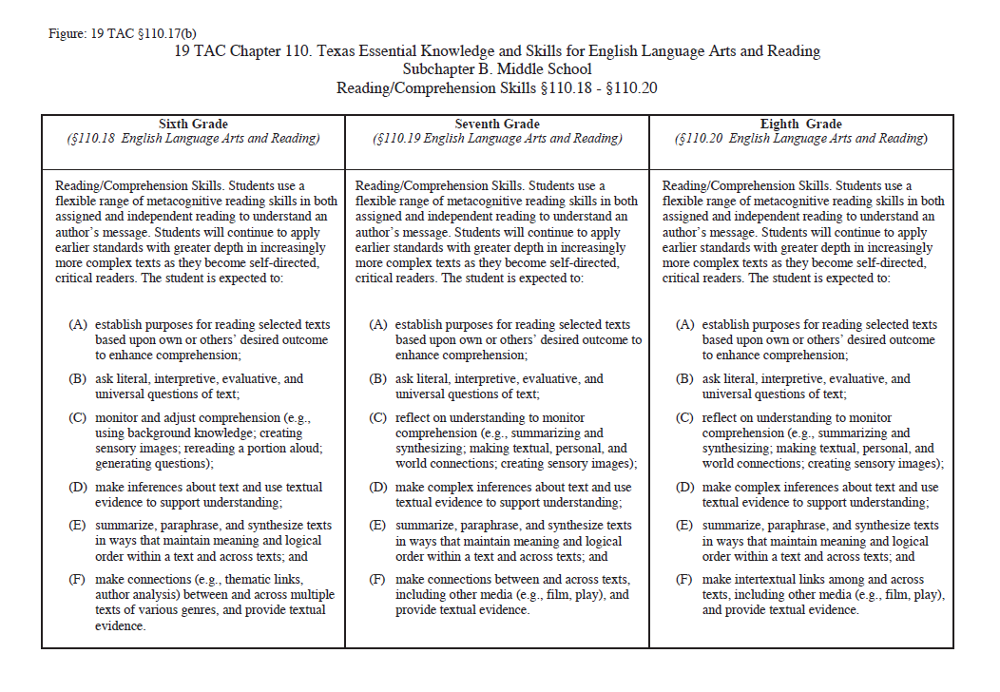 Figure: 19 TAC §110.17(b)
19 TAC Chapter 110. Texas Essential Knowledge and Skills for English Language Arts and Reading
Subchapter B. Middle School
Reading/Comprehension Skills §110.18 - §110.20
Sixth Grade
(§110.18 English Language Arts and Reading)
Reading/Comprehension Skills. Students use a
flexible range of metacognitive reading skills in both
assigned and independent reading to understand an
author's message. Students will continue to apply
earlier standards with greater depth in increasingly
more complex texts as they become self-directed,
critical readers. The student is expected to:
(A) establish purposes for reading selected texts
based upon own or others' desired outcome
to enhance comprehension;
(B) ask literal, interpretive, evaluative, and
universal questions of text;
(C) monitor and adjust comprehension (e.g.,
using background knowledge; creating
sensory images; rereading a portion aloud;
generating questions);
(D) make inferences about text and use textual
evidence to support understanding;
(E) summarize, paraphrase, and synthesize texts
in ways that maintain meaning and logical
order within a text and across texts; and
(F) make connections (e.g., thematic links,
author analysis) between and across multiple
texts of various genres, and provide textual
evidence.
Seventh Grade
(§110.19 English Language Arts and Reading)
Reading/Comprehension Skills. Students use a
flexible range of metacognitive reading skills in both
assigned and independent reading to understand an
author's message. Students will continue to apply
earlier standards with greater depth in increasingly
more complex texts as they become self-directed,
critical readers. The student is expected to:
(A) establish purposes for reading selected texts
based upon own or others' desired outcome to
enhance comprehension;
(B) ask literal, interpretive, evaluative, and
universal questions of text;
(C) reflect on understanding to monitor
comprehension (e.g., summarizing and
synthesizing; making textual, personal, and
world connections; creating sensory images);
(D) make complex inferences about text and use
textual evidence to support understanding;
(E) summarize, paraphrase, and synthesize texts
in ways that maintain meaning and logical
order within a text and across texts; and
(F) make connections between and across texts,
including other media (e.g., film, play), and
provide textual evidence.
Eighth Grade
(§110.20 English Language Arts and Reading)
Reading/Comprehension Skills. Students use a
flexible range of metacognitive reading skills in both
assigned and independent reading to understand an
author's message. Students will continue to apply
earlier standards with greater depth in increasingly
more complex texts as they become self-directed,
critical readers. The student is expected to:
(A) establish purposes for reading selected texts
based upon own or others' desired outcome
to enhance comprehension;
(B) ask literal, interpretive, evaluative, and
universal questions of text;
(C) reflect on understanding to monitor
comprehension (e.g., summarizing and
synthesizing; making textual, personal, and
world connections; creating sensory images);
(D) make complex inferences about text and use
textual evidence to support understanding;
(E) summarize, paraphrase, and synthesize texts
in ways that maintain meaning and logical
order within a text and across texts; and
(F) make intertextual links among and across
texts, including other media (e.g., film, play),
and provide textual evidence.